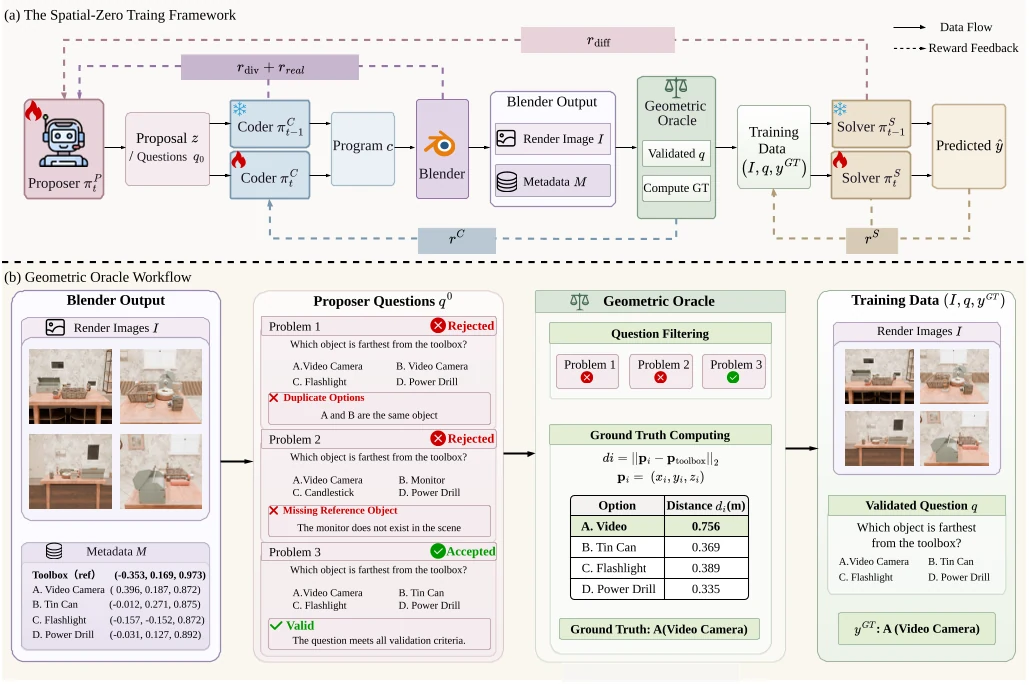 (a) The Spatial-Zero Traing Framework
Data Flow
Reward Feedback
r_diff
r_div + r_real
Proposer π_t^P
Proposal z
/ Questions q_0
Coder π_{t-1}^C
Coder π_t^C
Program c
Blender
Blender Output
Render Image I
Metadata M
Geometric
Oracle
Validated q
Compute GT
Training
Data
(I, q, y^{GT})
Solver π_{t-1}^S
Solver π_t^S
Predicted ŷ
r^C
r^S
(b) Geometric Oracle Workflow
Blender Output
Render Images I
Metadata M
Toolbox (ref) (-0.353, 0.169, 0.973)
A. Video Camera ( 0.396, 0.187, 0.872)
B. Tin Can (-0.012, 0.271, 0.875)
C. Flashlight (-0.157, -0.152, 0.872)
D. Power Drill (-0.031, 0.127, 0.892)
Proposer Questions q^0
Problem 1 Rejected
Which object is farthest from the toolbox?
A.Video Camera B. Video Camera
C. Flashlight D. Power Drill
Duplicate Options
A and B are the same object
Problem 2 Rejected
Which object is farthest from the toolbox?
A.Video Camera B. Monitor
C. Candlestick D. Power Drill
Missing Reference Object
The monitor does not exist in the scene
Problem 3 Accepted
Which object is farthest from the toolbox?
A.Video Camera B. Tin Can
C. Flashlight D. Power Drill
Valid
The question meets all validation criteria.
Geometric Oracle
Question Filtering
Problem 1 Problem 2 Problem 3
Ground Truth Computing
di = ||p_i − p_toolbox||_2
p_i = (x_i, y_i, z_i)
Option Distance d_i(m)
A. Video 0.756
B. Tin Can 0.369
C. Flashlight 0.389
D. Power Drill 0.335
Ground Truth: A(Video Camera)
Training Data (I, q, y^{GT})
Render Images I
Validated Question q
Which object is farthest
from the toolbox?
A.Video Camera B. Tin Can
C. Flashlight D. Power Drill
y^{GT}: A (Video Camera)